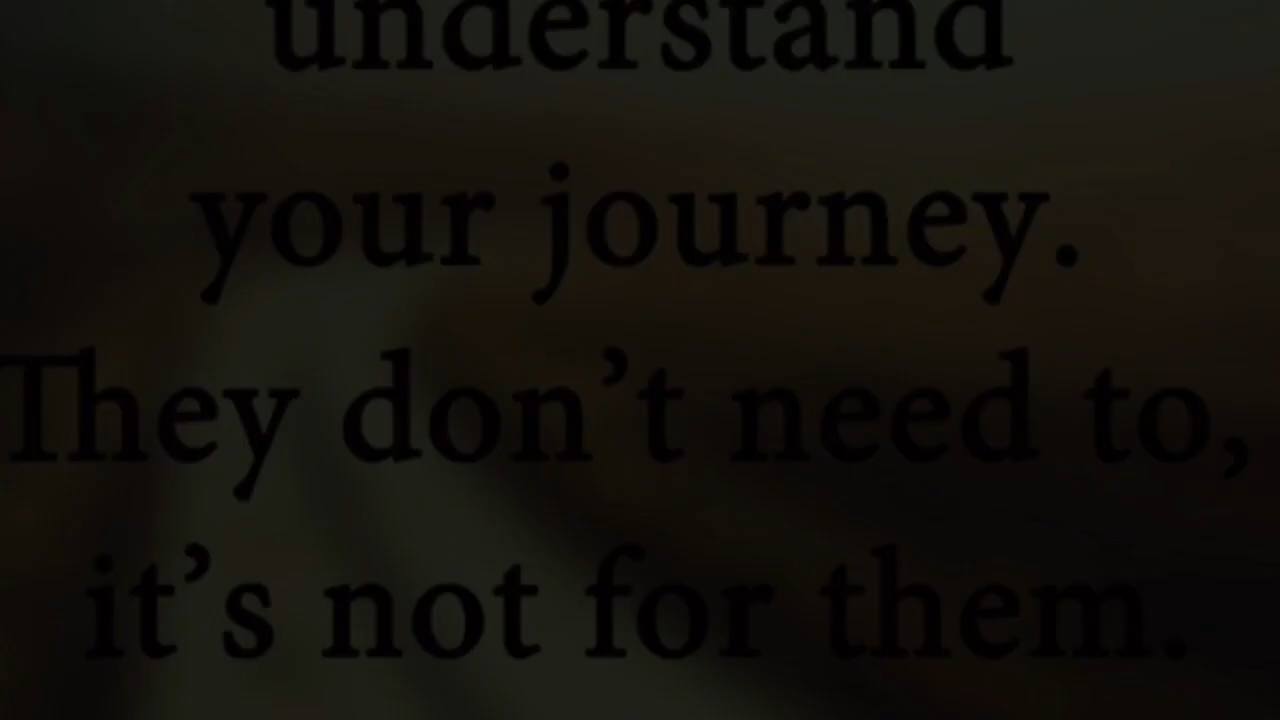 understand
your journey.
They don’t need to,
it’s not for them.